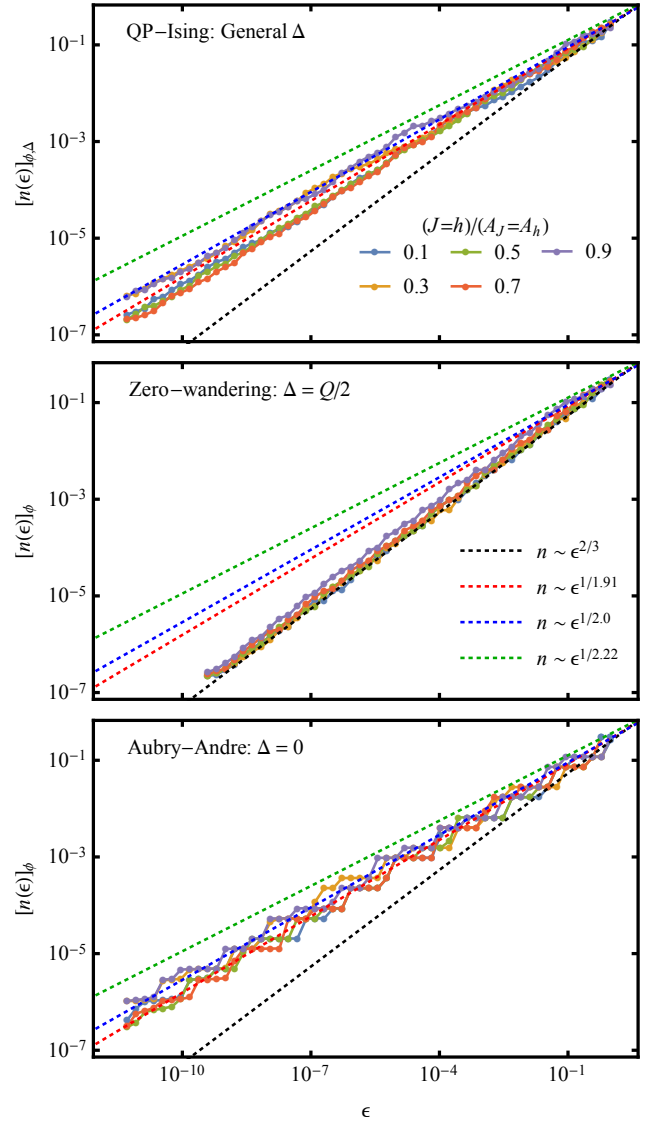 QP−Ising: General Δ
[n(ϵ)]ϕ,Δ
10⁻¹
10⁻³
10⁻⁵
10⁻⁷
(J=h)/(A_J=A_h)
0.1 0.5 0.9
0.3 0.7
Zero−wandering: Δ = Q/2
[n(ϵ)]ϕ
10⁻¹
10⁻³
10⁻⁵
10⁻⁷
n ~ ϵ^{2/3}
n ~ ϵ^{1/1.91}
n ~ ϵ^{1/2.0}
n ~ ϵ^{1/2.22}
Aubry−Andre: Δ = 0
[n(ϵ)]ϕ
10⁻¹
10⁻³
10⁻⁵
10⁻⁷
10⁻¹⁰ 10⁻⁷ 10⁻⁴ 10⁻¹
ϵ